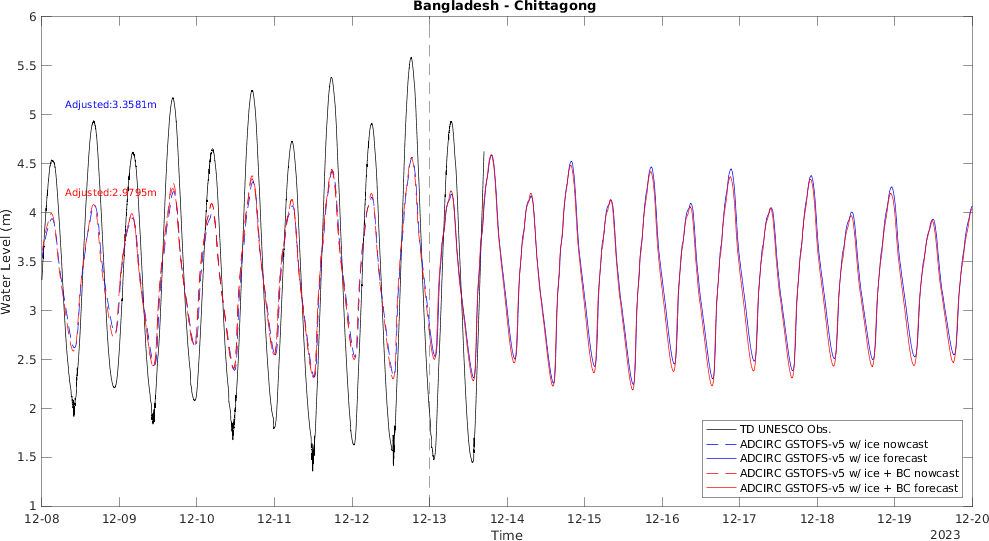 Bangladesh - Chittagong
6
5.5
5
4.5
4
3.5
3
2.5
2
1.5
1
Water Level (m)
Adjusted:3.3581m
Adjusted:2.9795m
TD UNESCO Obs.
ADCIRC GSTOFS-v5 w/ ice nowcast
ADCIRC GSTOFS-v5 w/ ice forecast
ADCIRC GSTOFS-v5 w/ ice + BC nowcast
ADCIRC GSTOFS-v5 w/ ice + BC forecast
12-08 12-09 12-10 12-11 12-12 12-13 12-14 12-15 12-16 12-17 12-18 12-19 12-20
Time
2023